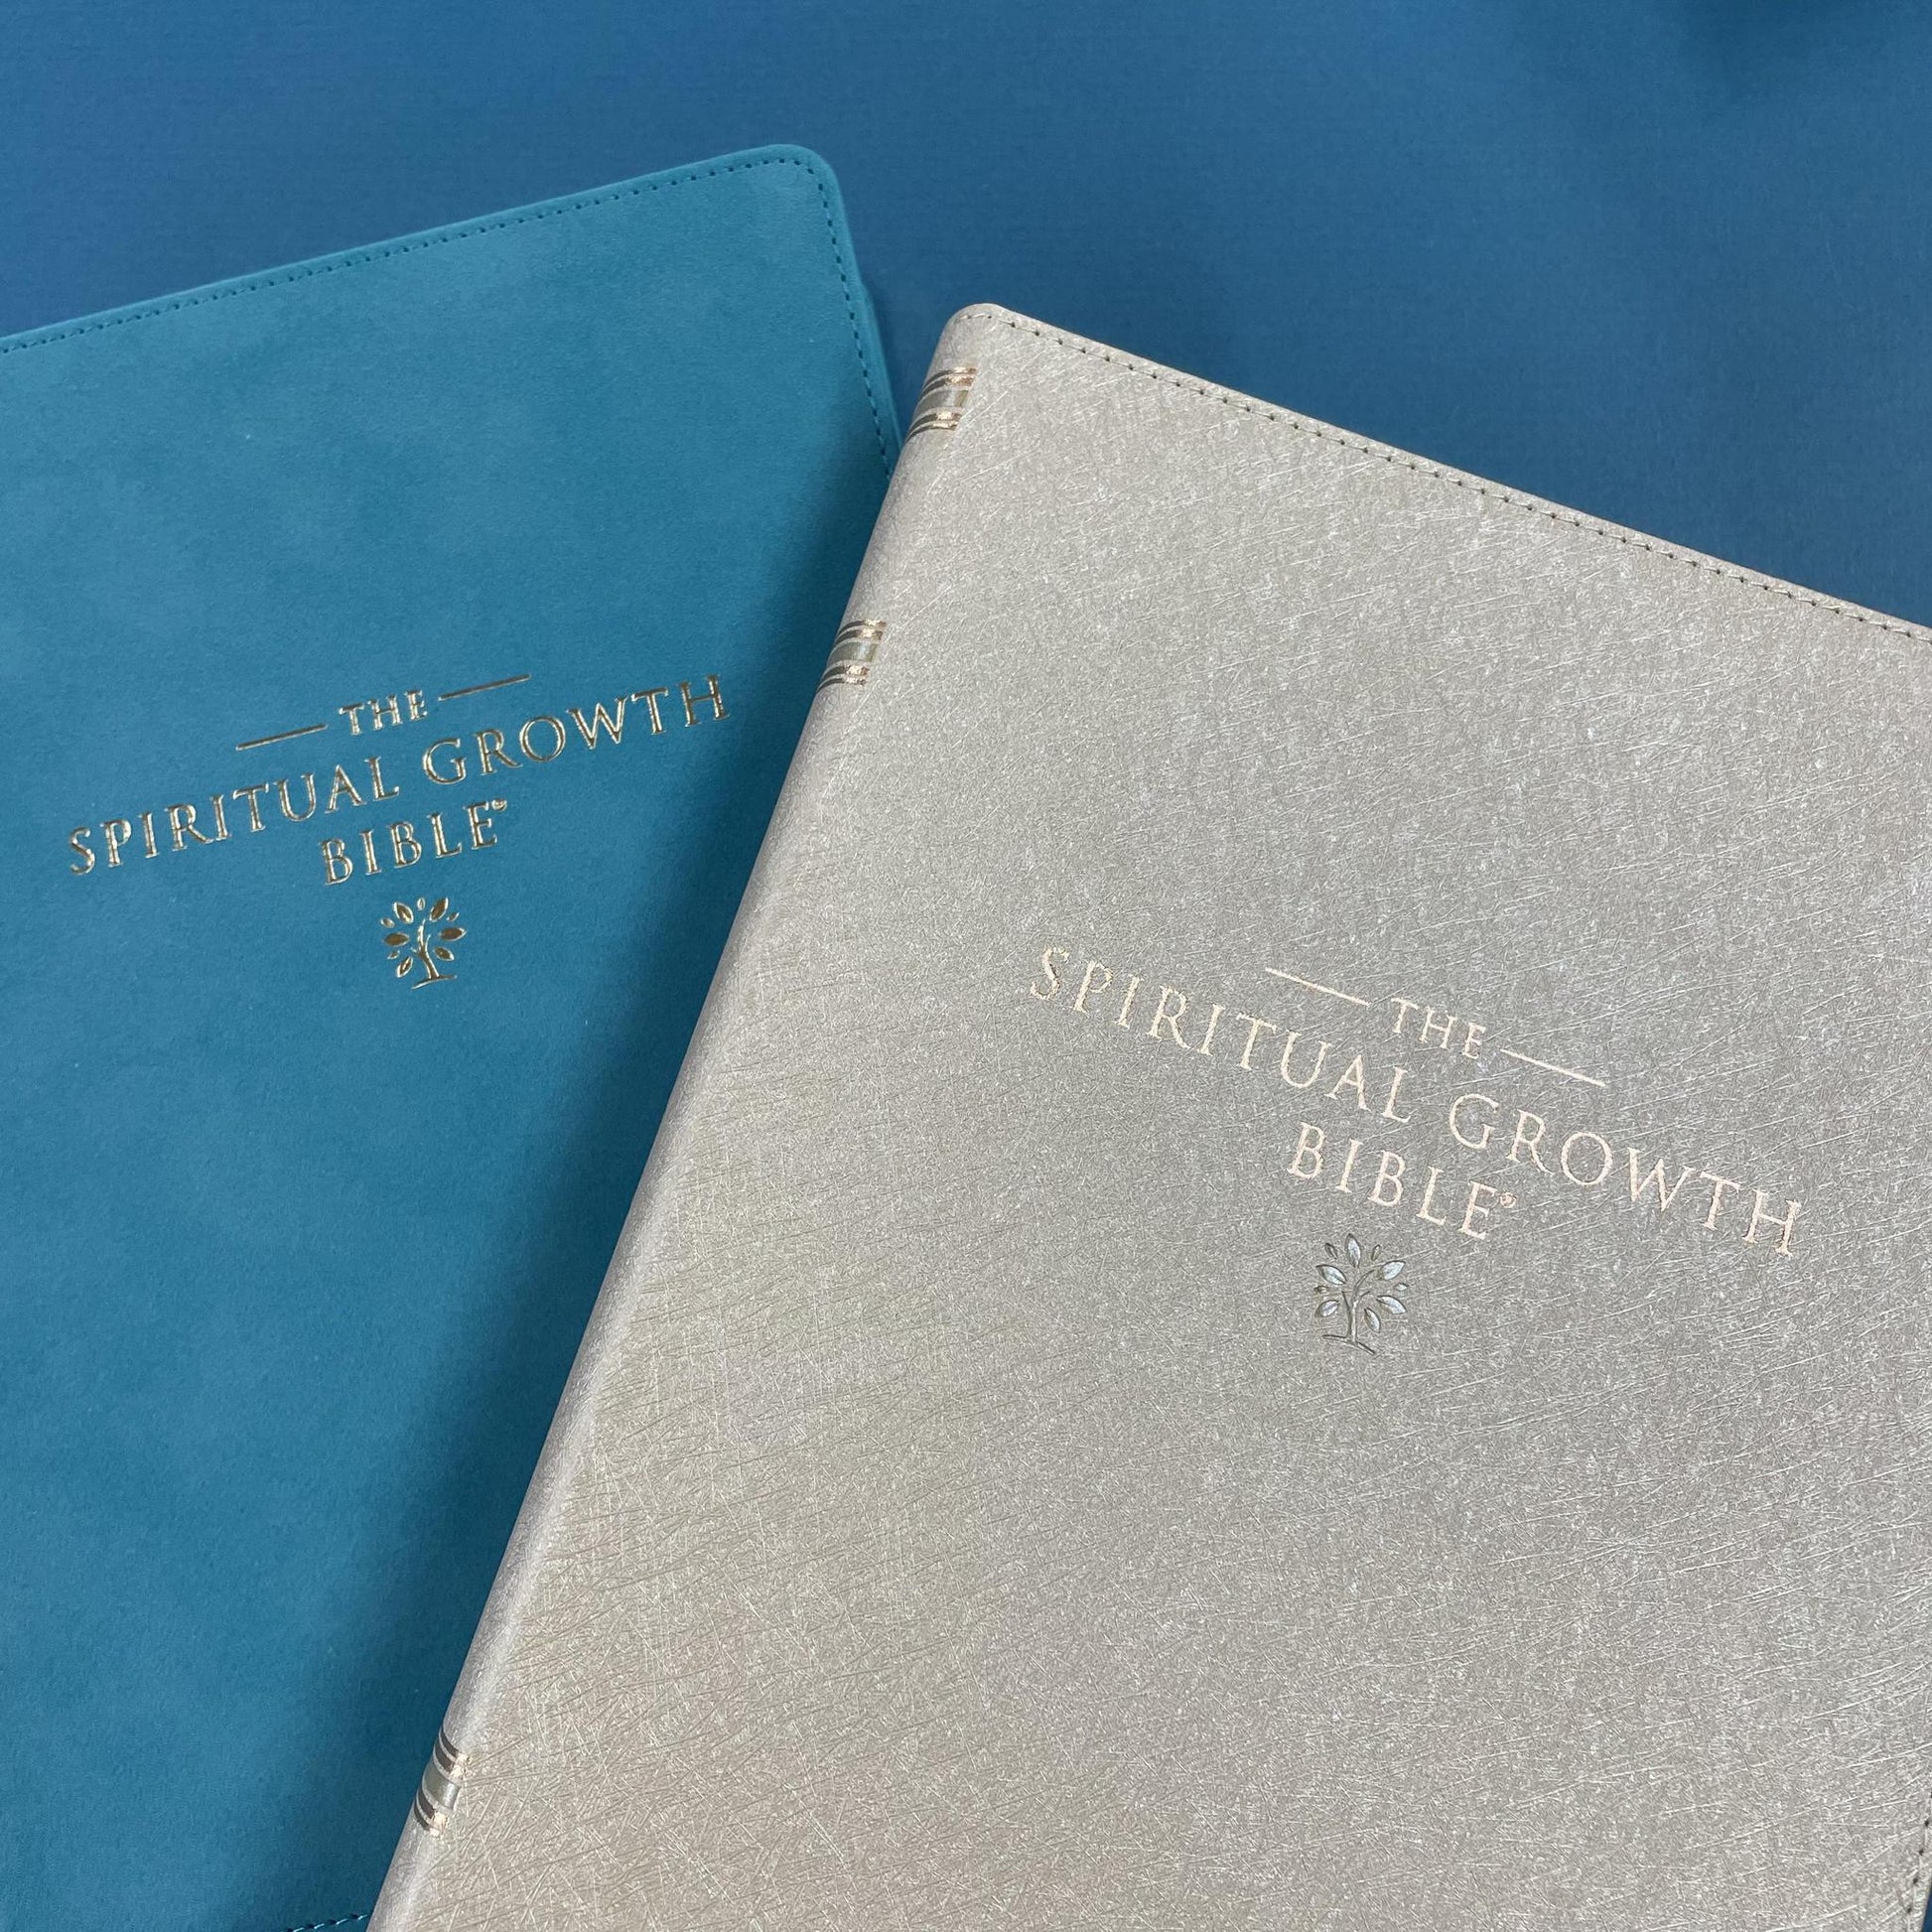 THE
SPIRITUAL GROWTH
BIBLE®
THE
SPIRITUAL GROWTH
BIBLE®